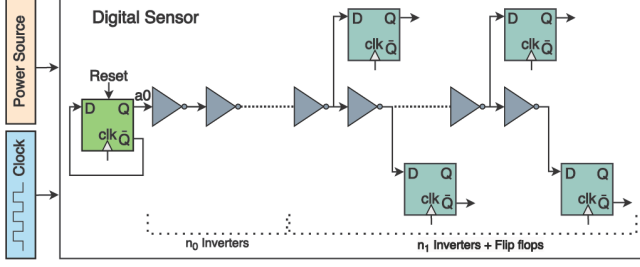 Power Source
Clock
Digital Sensor
Reset
a0
D Q
clk Q̄
D Q
clk Q̄
D Q
clk Q̄
D Q
clk Q̄
D Q
clk Q̄
n₀ Inverters
n₁ Inverters + Flip flops